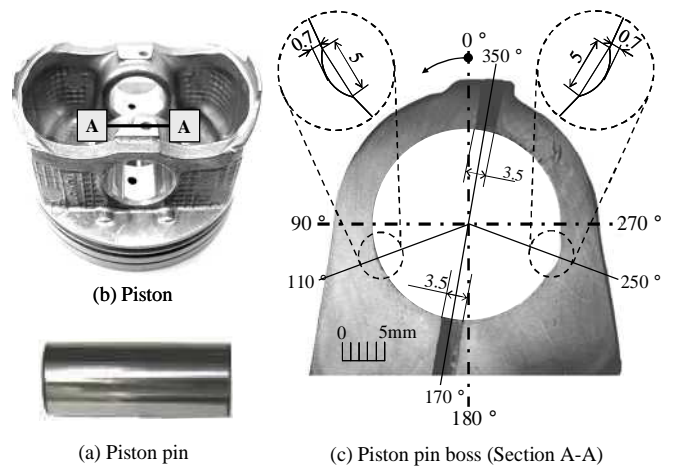 0.7
5
0 °
350 °
5
0.7
A
A
3.5
90 °
270 °
110 °
250 °
3.5
(b) Piston
0
5mm
170 °
180 °
(a) Piston pin
(c) Piston pin boss (Section A-A)